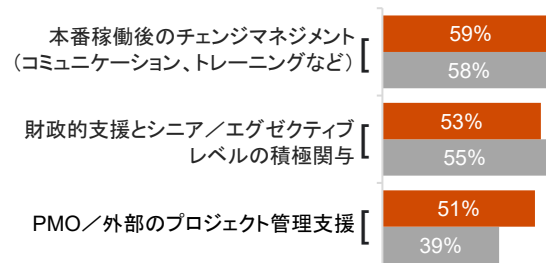 本番稼働後のチェンジマネジメント
（コミュニケーション、トレーニングなど）
59%
58%
財政的支援とシニア／エグゼクティブ
レベルの積極関与
53%
55%
PMO／外部のプロジェクト管理支援
51%
39%